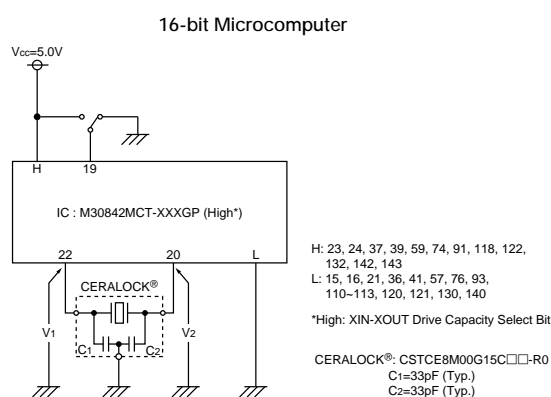 16-bit Microcomputer
Vcc=5.0V
H
19
IC : M30842MCT-XXXGP (High*)
22
20
L
CERALOCK®
V1
C1
C2
V2
H: 23, 24, 37, 39, 59, 74, 91, 118, 122,
132, 142, 143
L: 15, 16, 21, 36, 41, 57, 76, 93,
110~113, 120, 121, 130, 140
*High: XIN-XOUT Drive Capacity Select Bit
CERALOCK®: CSTCE8M00G15C□□-R0
C1=33pF (Typ.)
C2=33pF (Typ.)